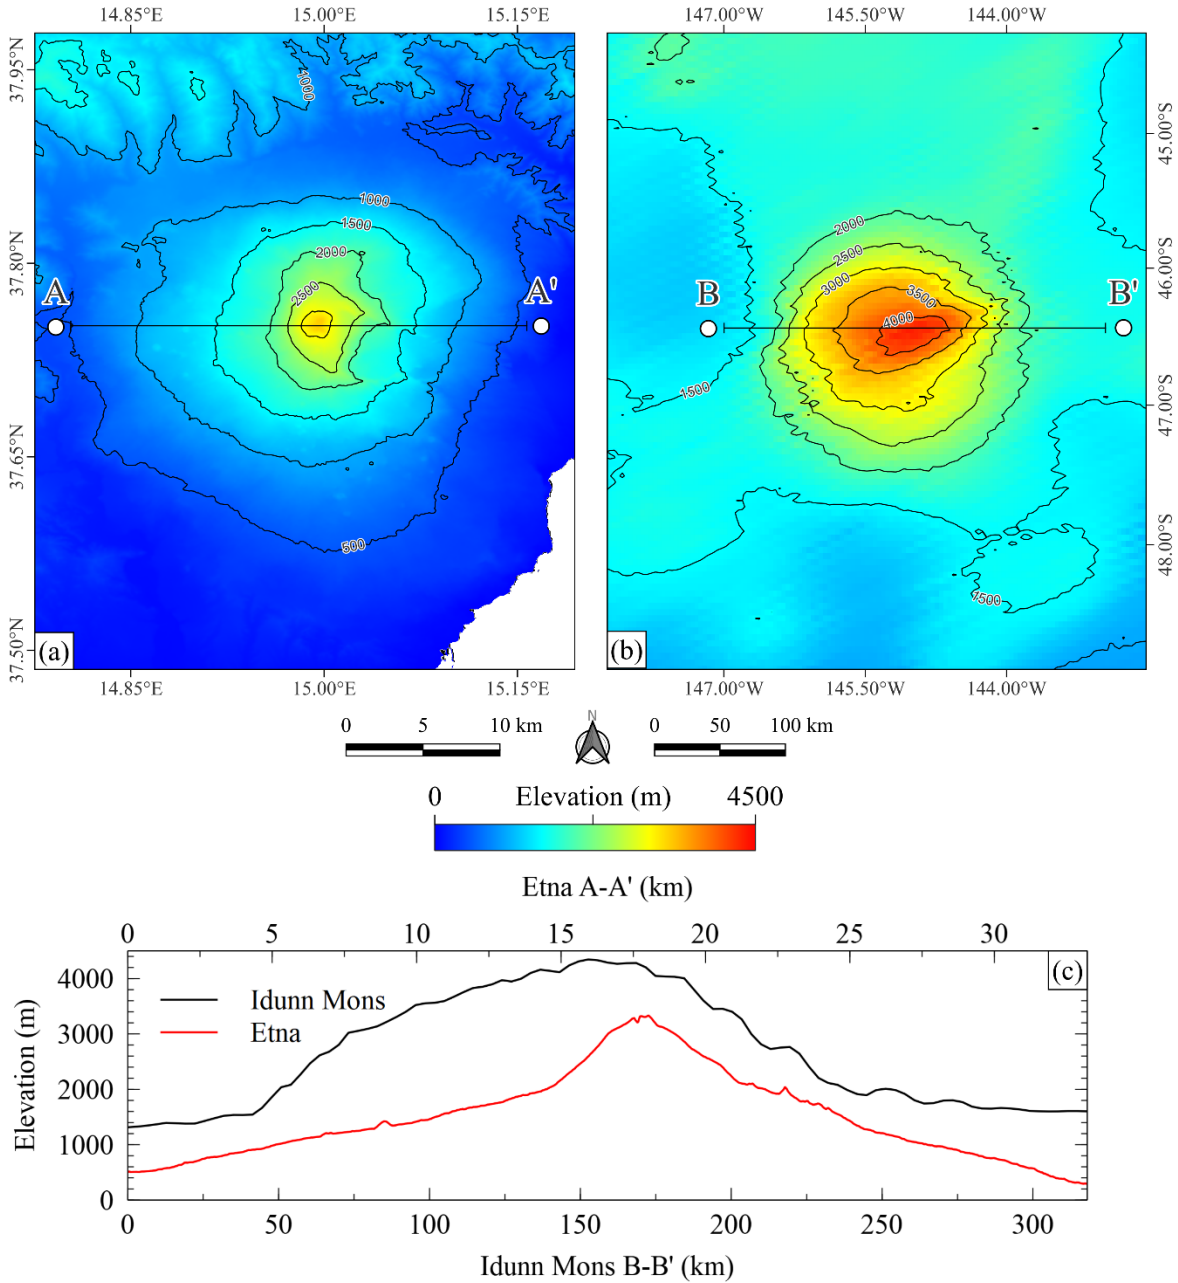 14.85°E 15.00°E 15.15°E
147.00°W 145.50°W 144.00°W
37.95°N
37.80°N
37.65°N
37.50°N
1000
1000
1500
2000
2500
500
A A'
(a)
45.00°S
46.00°S
47.00°S
48.00°S
2000
2500
3000
3500
4000
1500
1500
B B'
(b)
14.85°E 15.00°E 15.15°E
147.00°W 145.50°W 144.00°W
0 5 10 km
N
0 50 100 km
0 Elevation (m) 4500
Etna A-A' (km)
0 5 10 15 20 25 30
(c)
Elevation (m)
4000
3000
2000
1000
0
Idunn Mons
Etna
0 50 100 150 200 250 300
Idunn Mons B-B' (km)